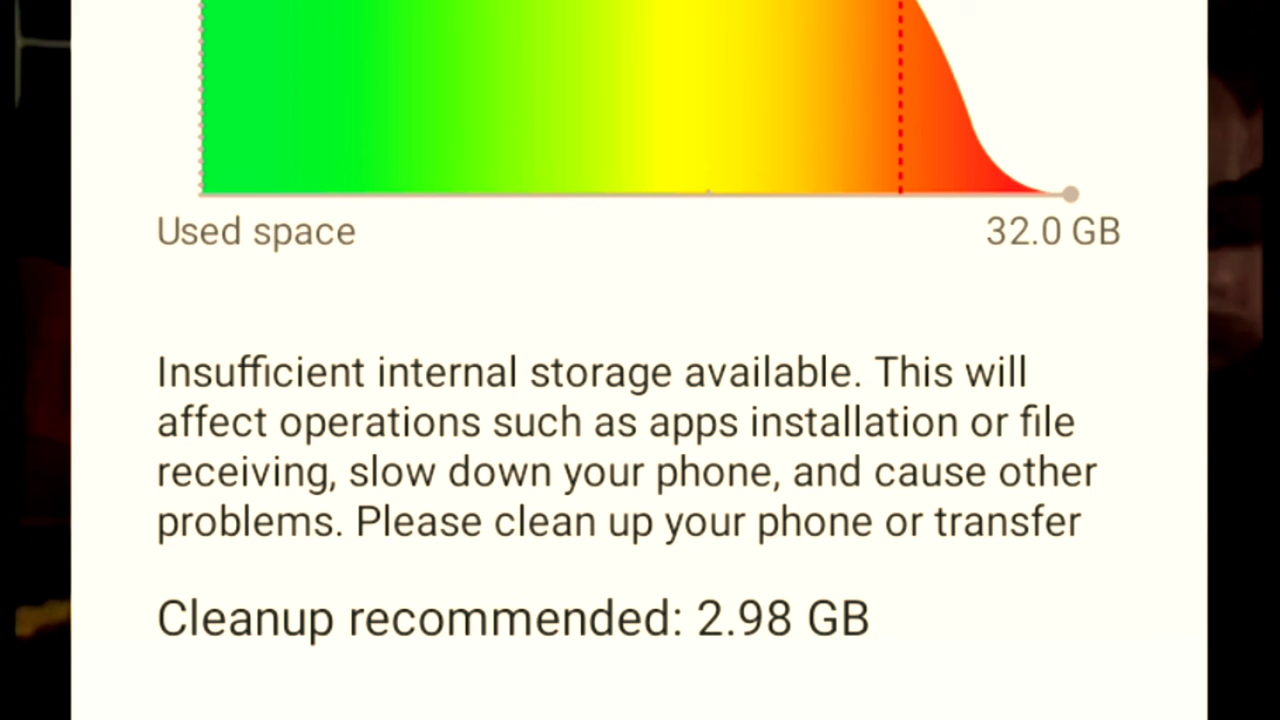 Used space
32.0 GB
Insufficient internal storage available. This will
affect operations such as apps installation or file
receiving, slow down your phone, and cause other
problems. Please clean up your phone or transfer
Cleanup recommended: 2.98 GB